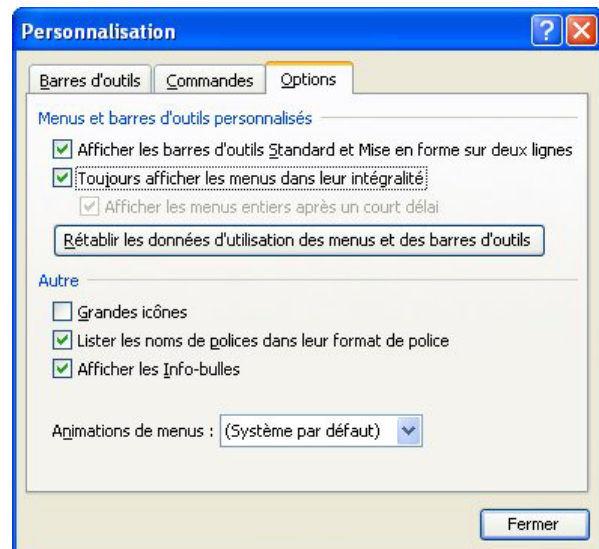 Personnalisation
Barres d'outils Commandes Options
Menus et barres d'outils personnalisés
Afficher les barres d'outils Standard et Mise en forme sur deux lignes
Toujours afficher les menus dans leur intégralité
Afficher les menus entiers après un court délai
Rétablir les données d'utilisation des menus et des barres d'outils
Autre
Grandes icônes
Lister les noms de polices dans leur format de police
Afficher les Info-bulles
Animations de menus : (Système par défaut)
Fermer